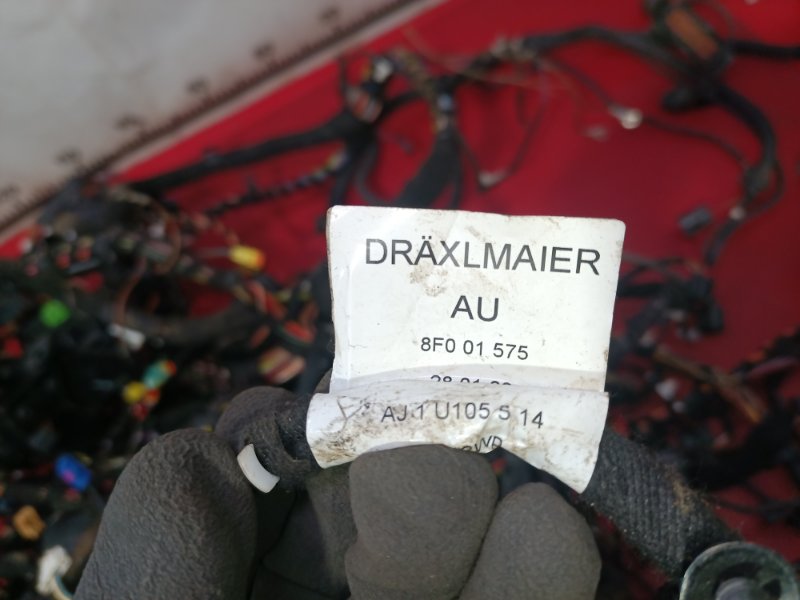 DRÄXLMAIER
AU
8F0 01 575
AJ 1 U105 S 14